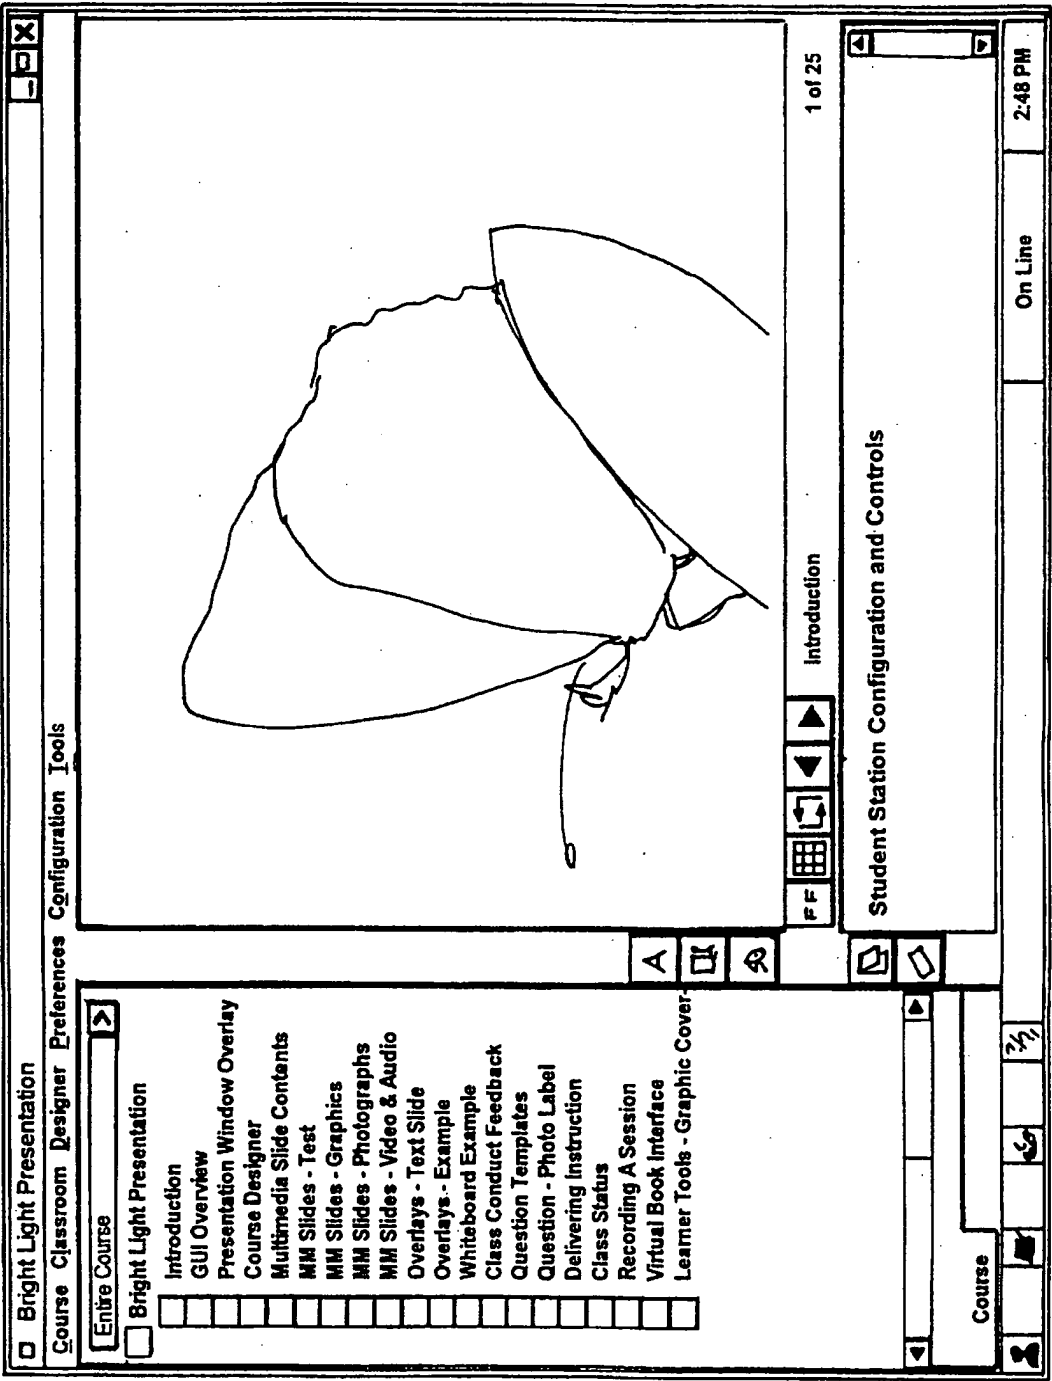 Bright Light Presentation
Course Classroom Designer Preferences Configuration Tools
Entire Course
Bright Light Presentation
Introduction
GUI Overview
Presentation Window Overlay
Course Designer
Multimedia Slide Contents
MM Slides - Test
MM Slides - Graphics
MM Slides - Photographs
MM Slides - Video & Audio
Overlays - Text Slide
Overlays - Example
Whiteboard Example
Class Conduct Feedback
Question Templates
Question - Photo Label
Delivering Instruction
Class Status
Recording A Session
Virtual Book Interface
Learner Tools - Graphic Cover-
Course
A
FF
Introduction
1 of 25
Student Station Configuration and Controls
On Line
2:48 PM